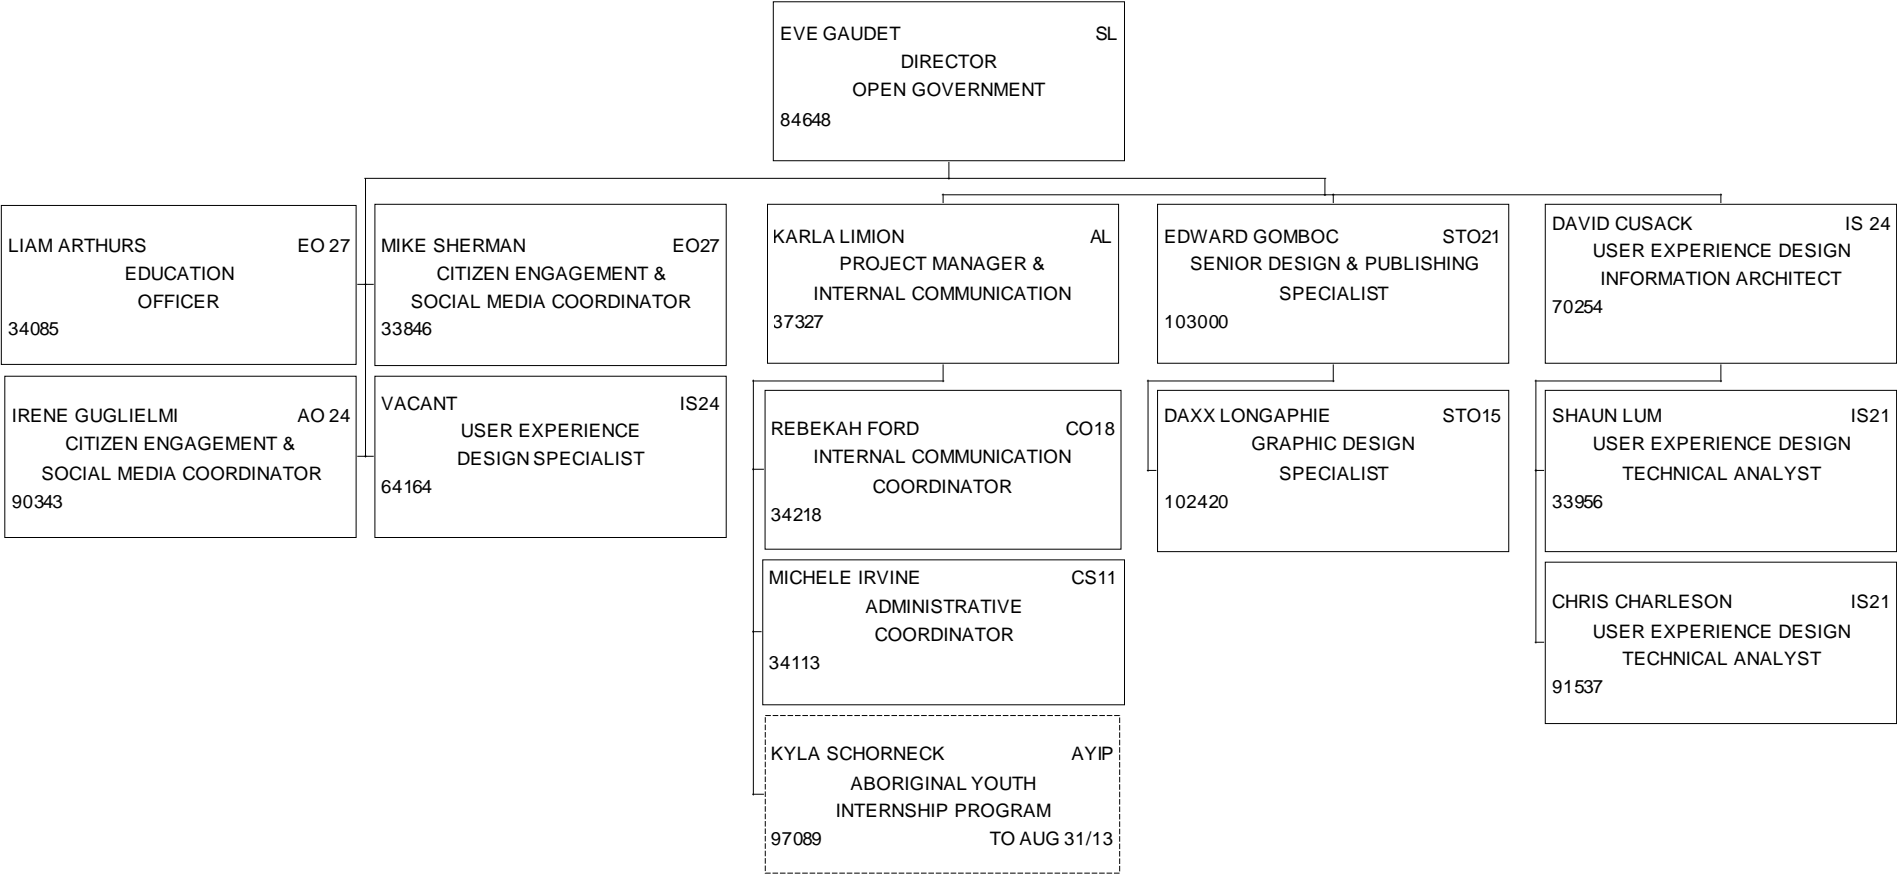 EVE GAUDET SL
DIRECTOR
OPEN GOVERNMENT
84648
LIAM ARTHURS EO 27
EDUCATION
OFFICER
34085
MIKE SHERMAN EO27
CITIZEN ENGAGEMENT &
SOCIAL MEDIA COORDINATOR
33846
KARLA LIMION AL
PROJECT MANAGER &
INTERNAL COMMUNICATION
37327
EDWARD GOMBOC STO21
SENIOR DESIGN & PUBLISHING
SPECIALIST
103000
DAVID CUSACK IS 24
USER EXPERIENCE DESIGN
INFORMATION ARCHITECT
70254
IRENE GUGLIELMI AO 24
CITIZEN ENGAGEMENT &
SOCIAL MEDIA COORDINATOR
90343
VACANT IS24
USER EXPERIENCE
DESIGN SPECIALIST
64164
REBEKAH FORD CO18
INTERNAL COMMUNICATION
COORDINATOR
34218
DAXX LONGAPHIE STO15
GRAPHIC DESIGN
SPECIALIST
102420
SHAUN LUM IS21
USER EXPERIENCE DESIGN
TECHNICAL ANALYST
33956
MICHELE IRVINE CS11
ADMINISTRATIVE
COORDINATOR
34113
CHRIS CHARLESON IS21
USER EXPERIENCE DESIGN
TECHNICAL ANALYST
91537
KYLA SCHORNECK AYIP
ABORIGINAL YOUTH
INTERNSHIP PROGRAM
97089 TO AUG 31/13